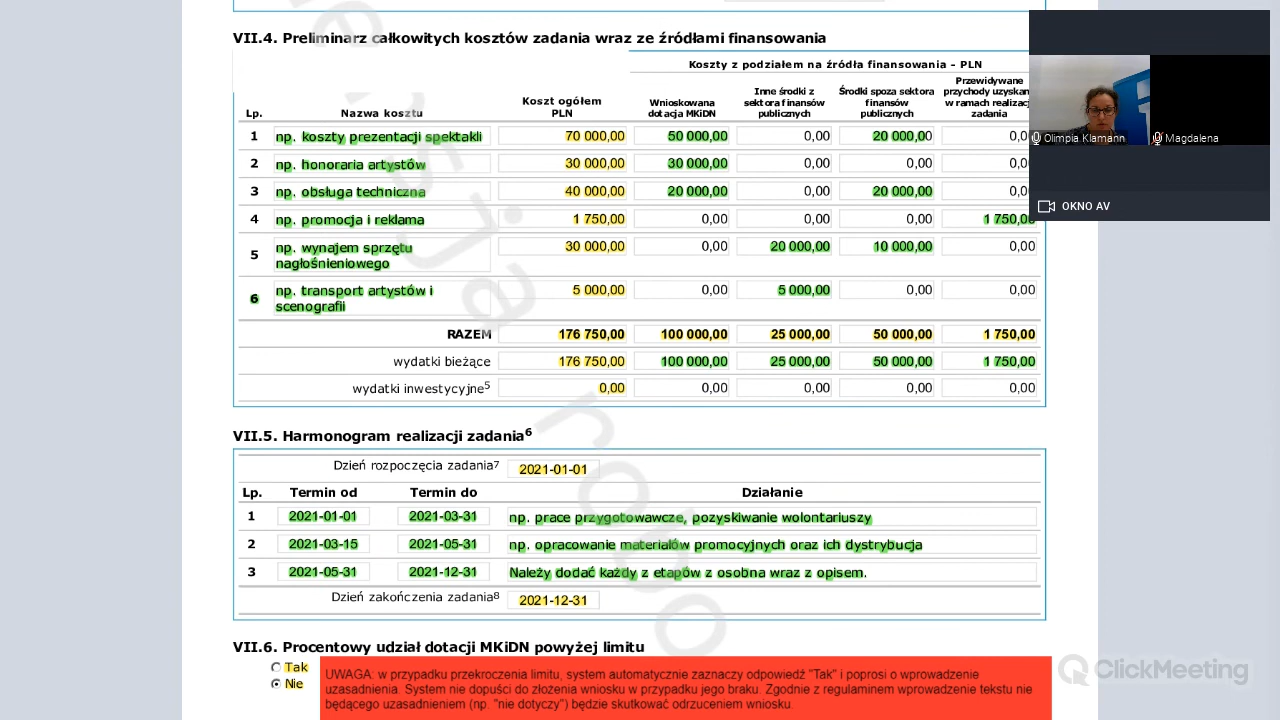 VII.4. Preliminarz całkowitych kosztów zadania wraz ze źródłami finansowania
Koszty z podziałem na źródła finansowania – PLN
Lp.
Nazwa kosztu
Koszt ogółem
PLN
Wnioskowana
dotacja MKiDN
Inne środki z
sektora finansów
publicznych
Środki spoza sektora
finansów
publicznych
Przewidywane
przychody uzyskan
w ramach realizac
zadania
1 np. koszty prezentacji spektakli 70 000,00 50 000,00 0,00 20 000,00 0,0
2 np. honoraria artystów 30 000,00 30 000,00 0,00 0,00 0,0
3 np. obsługa techniczna 40 000,00 20 000,00 0,00 20 000,00 0,0
4 np. promocja i reklama 1 750,00 0,00 0,00 0,00 1 750,00
5 np. wynajem sprzętu 30 000,00 0,00 20 000,00 10 000,00 0,00
nagłośnieniowego
6 np. transport artystów i 5 000,00 0,00 5 000,00 0,00 0,00
scenografii
RAZEM 176 750,00 100 000,00 25 000,00 50 000,00 1 750,00
wydatki bieżące 176 750,00 100 000,00 25 000,00 50 000,00 1 750,00
wydatki inwestycyjne5 0,00 0,00 0,00 0,00 0,00
VII.5. Harmonogram realizacji zadania6
Dzień rozpoczęcia zadania7 2021-01-01
Lp. Termin od Termin do Działanie
1 2021-01-01 2021-03-31 np. prace przygotowawcze, pozyskiwanie wolontariuszy
2 2021-03-15 2021-05-31 np. opracowanie materiałów promocyjnych oraz ich dystrybucja
3 2021-05-31 2021-12-31 Należy dodać każdy z etapów z osobna wraz z opisem.
Dzień zakończenia zadania8 2021-12-31
VII.6. Procentowy udział dotacji MKiDN powyżej limitu
Tak
Nie
UWAGA: w przypadku przekroczenia limitu, system automatycznie zaznaczy odpowiedź "Tak" i poprosi o wprowadzenie
uzasadnienia. System nie dopuści do złożenia wniosku w przypadku jego braku. Zgodnie z regulaminem wprowadzenie tekstu nie
będącego uzasadnieniem (np. "nie dotyczy") będzie skutkować odrzuceniem wniosku.
Olimpia Klamann
Magdalena
OKNO AV
ClickMeeting